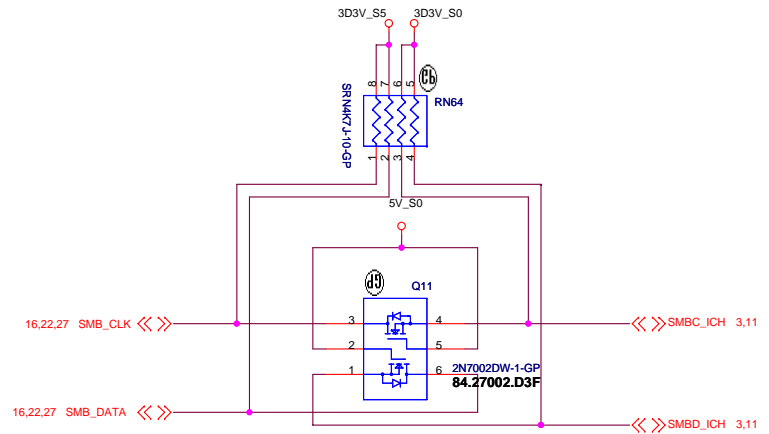 3D3V_S5 3D3V_S0
8 7 6 5
SRN4K7J-10-GP
RN64
1 2 3 4
5V_S0
Q11
16,22,27 SMB_CLK
3 4
SMBC_ICH 3,11
2 5
1 6
2N7002DW-1-GP
84.27002.D3F
16,22,27 SMB_DATA
SMBD_ICH 3,11